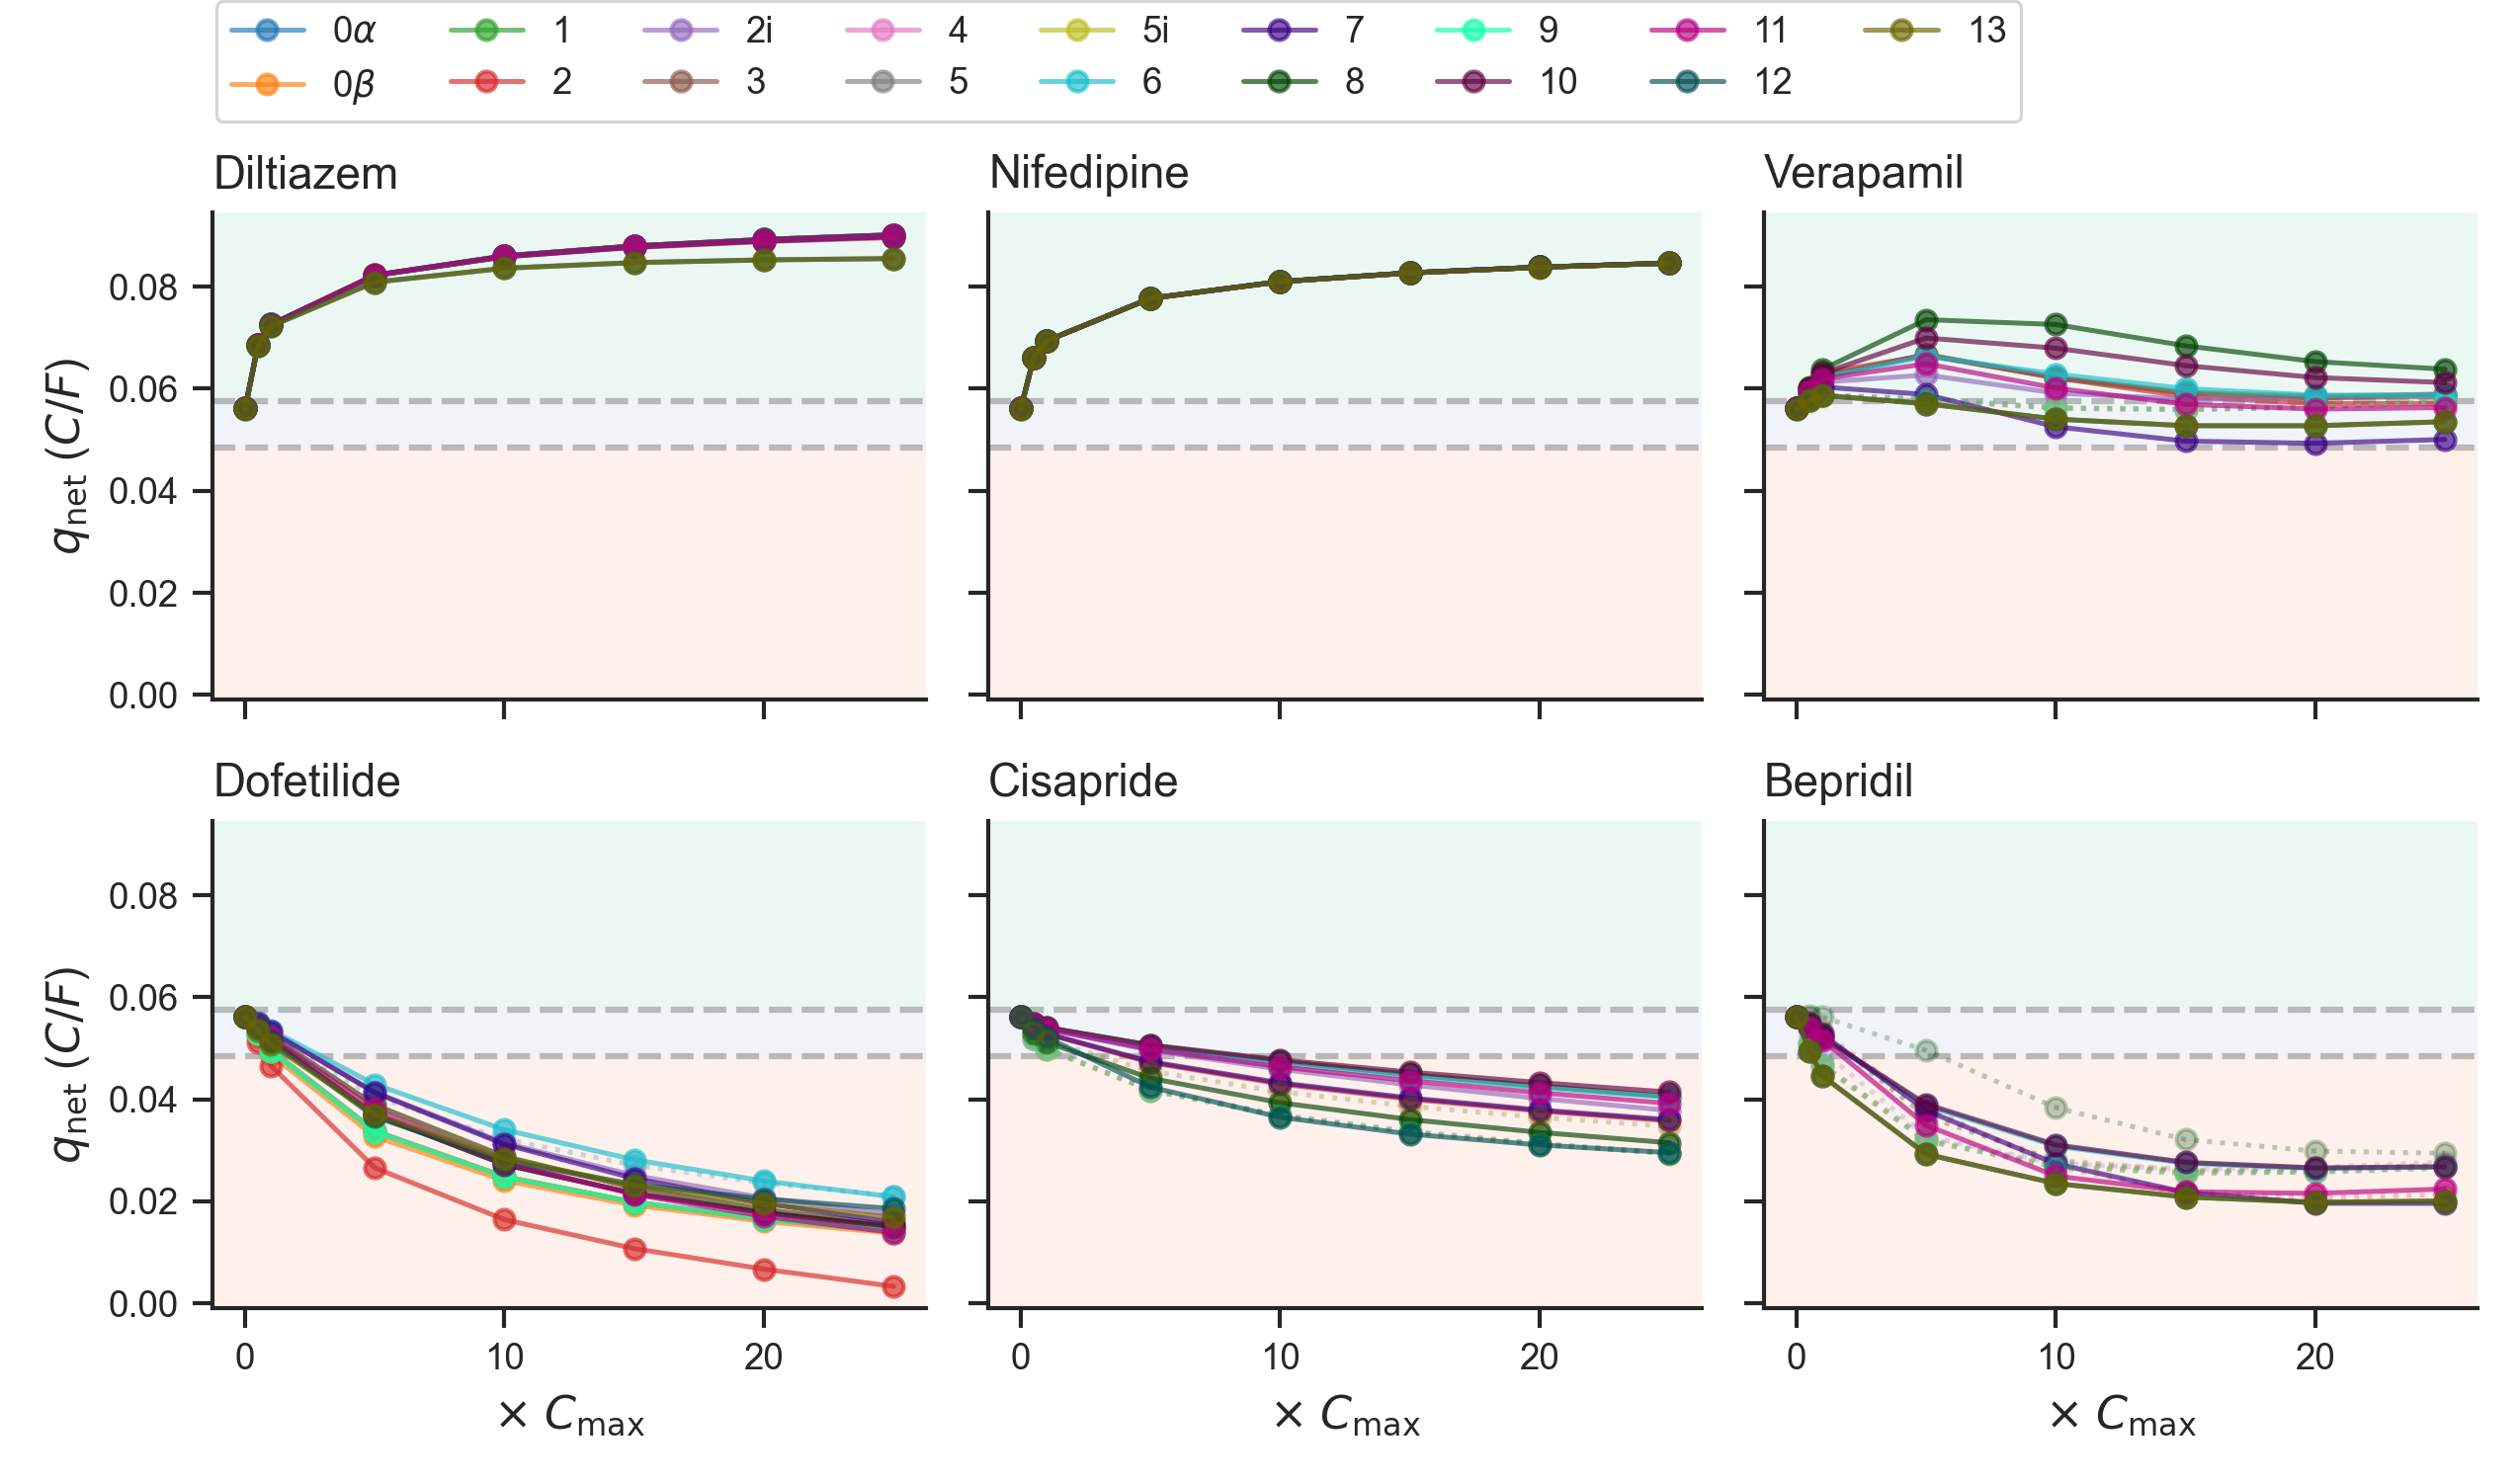 0α 1 2i 4 5i 7 9 11 13
0β 2 3 5 6 8 10 12
Diltiazem Nifedipine Verapamil
q_net (C/F)
0.08
0.06
0.04
0.02
0.00
Dofetilide Cisapride Bepridil
q_net (C/F)
0.08
0.06
0.04
0.02
0.00
0 10 20 0 10 20 0 10 20
× C_max × C_max × C_max